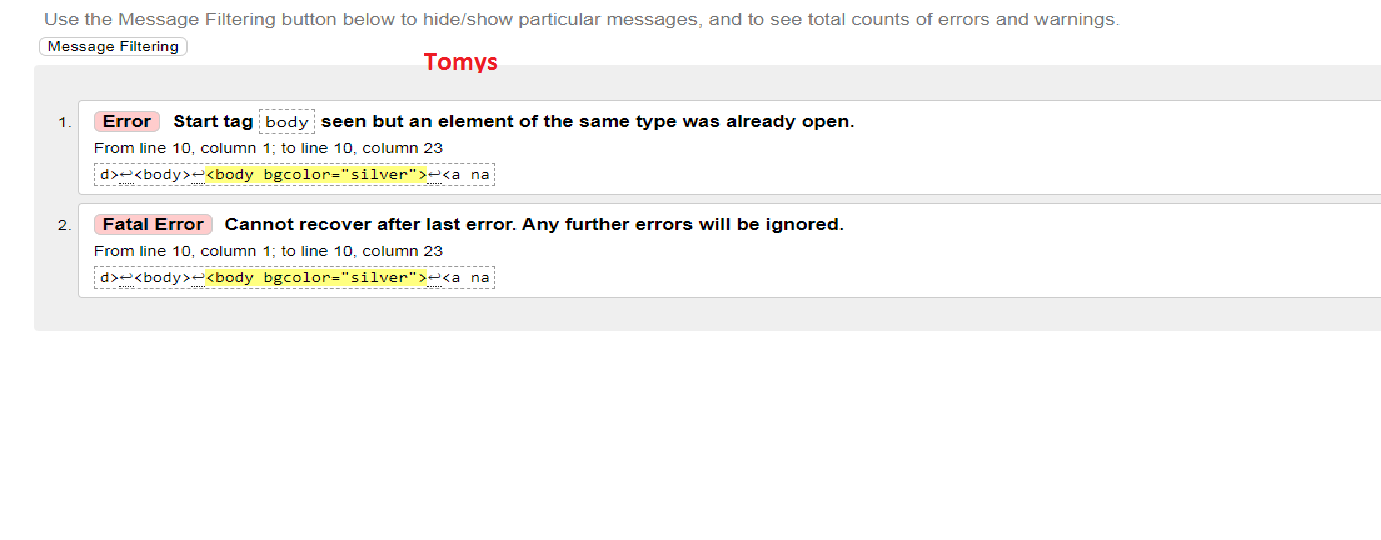 Use the Message Filtering button below to hide/show particular messages, and to see total counts of errors and warnings.
Message Filtering
Tomys
1. Error Start tag body seen but an element of the same type was already open.
From line 10, column 1; to line 10, column 23
d>↩<body>↩<body bgcolor="silver">↩<a na
2. Fatal Error Cannot recover after last error. Any further errors will be ignored.
From line 10, column 1; to line 10, column 23
d>↩<body>↩<body bgcolor="silver">↩<a na